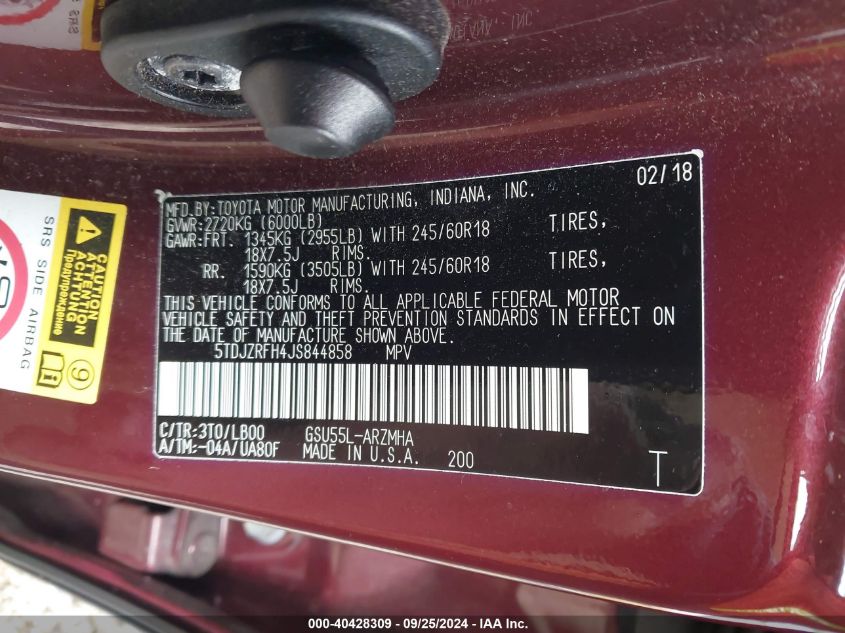 MFD.BY:TOYOTA MOTOR MANUFACTURING, INDIANA, INC. 02/18
GVWR:2720KG (6000LB)
GAWR:FRT. 1345KG (2955LB) WITH 245/60R18 TIRES,
18X7.5J RIMS.
RR. 1590KG (3505LB) WITH 245/60R18 TIRES,
18X7.5J RIMS.
THIS VEHICLE CONFORMS TO ALL APPLICABLE FEDERAL MOTOR
VEHICLE SAFETY AND THEFT PREVENTION STANDARDS IN EFFECT ON
THE DATE OF MANUFACTURE SHOWN ABOVE.
5TDJZRFH4JS844858 MPV
C/TR:3T0/LB00 GSU55L-ARZMHA
A/TM:-04A/UA80F MADE IN U.S.A. 200
T
SRS SIDE AIRBAG
CAUTION
ATTENTION
ACHTUNG
Предупреждение
9
000-40428309 - 09/25/2024 - IAA Inc.